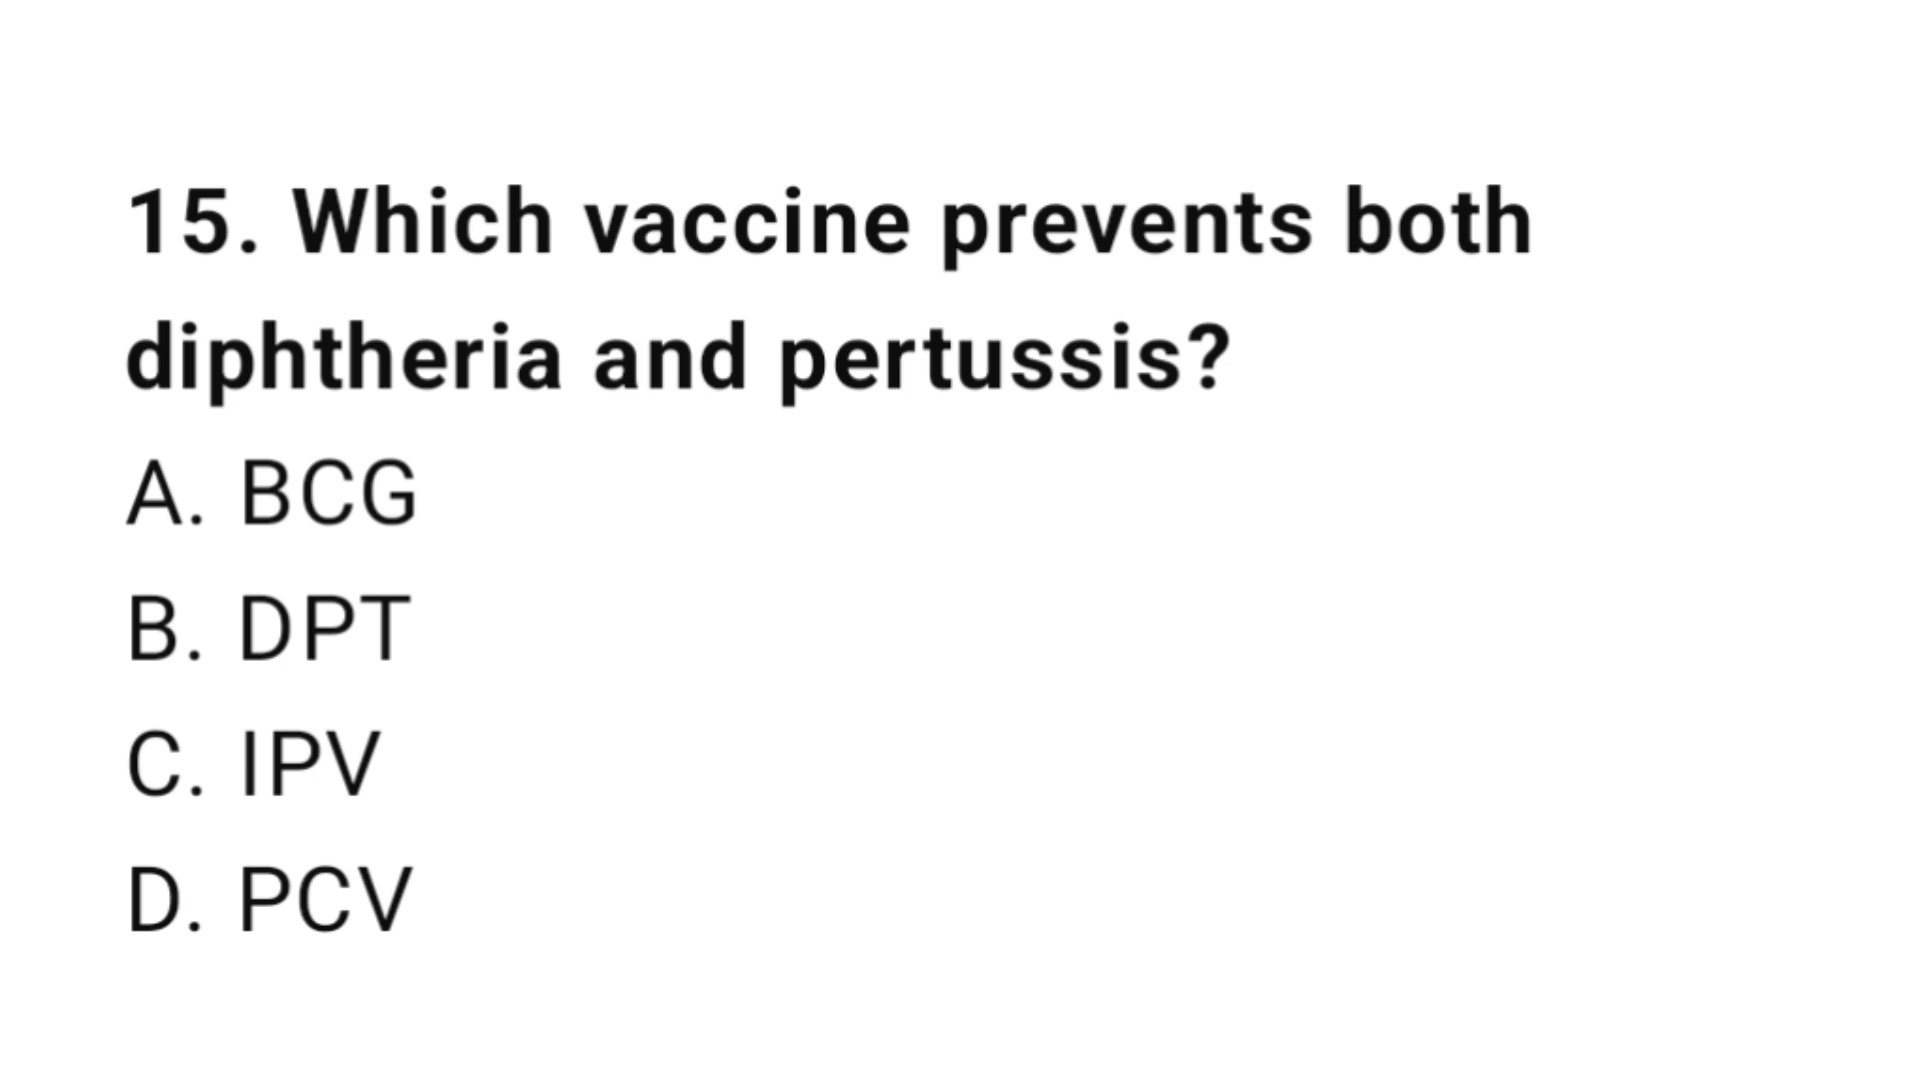 15. Which vaccine prevents both
diphtheria and pertussis?
A. BCG
B. DPT
C. IPV
D. PCV